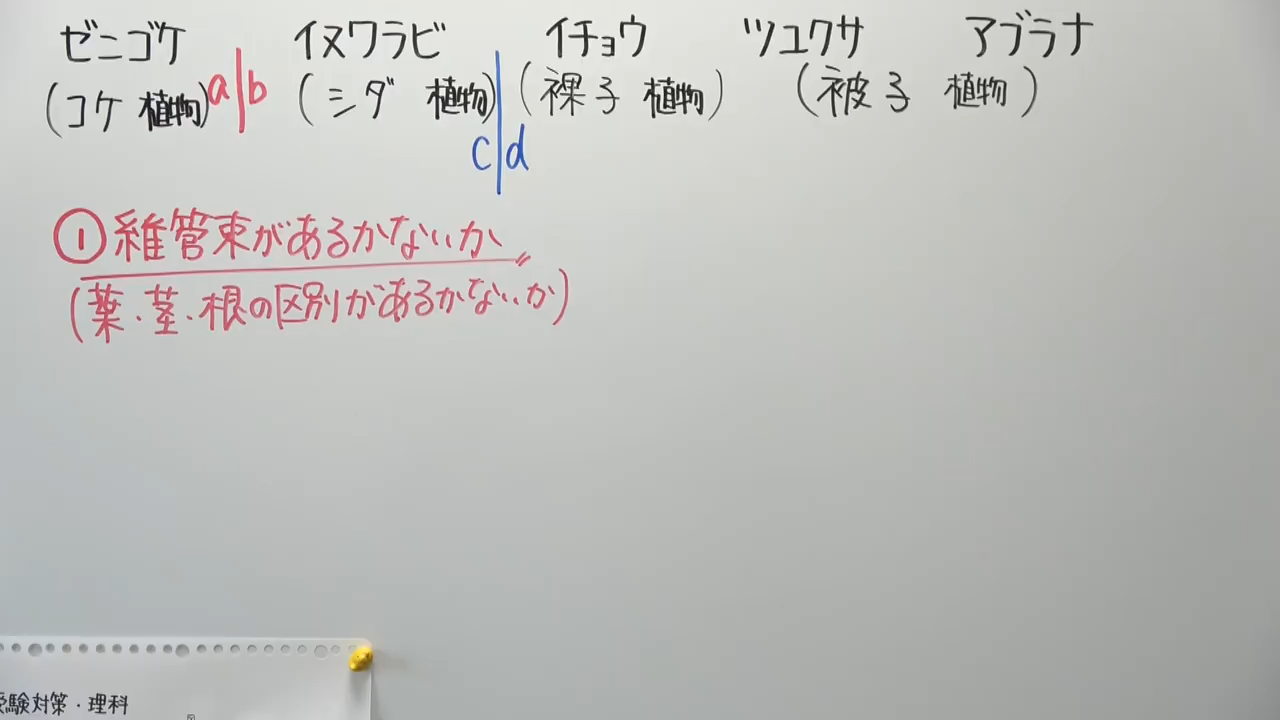 ゼニゴケ イヌワラビ イチョウ ツユクサ アブラナ
(コケ 植物) a b (シダ 植物) (裸子 植物) (被子 植物)
c d
① 維管束があるかないか
(葉・茎・根の区別があるかないか)
受験対策・理科